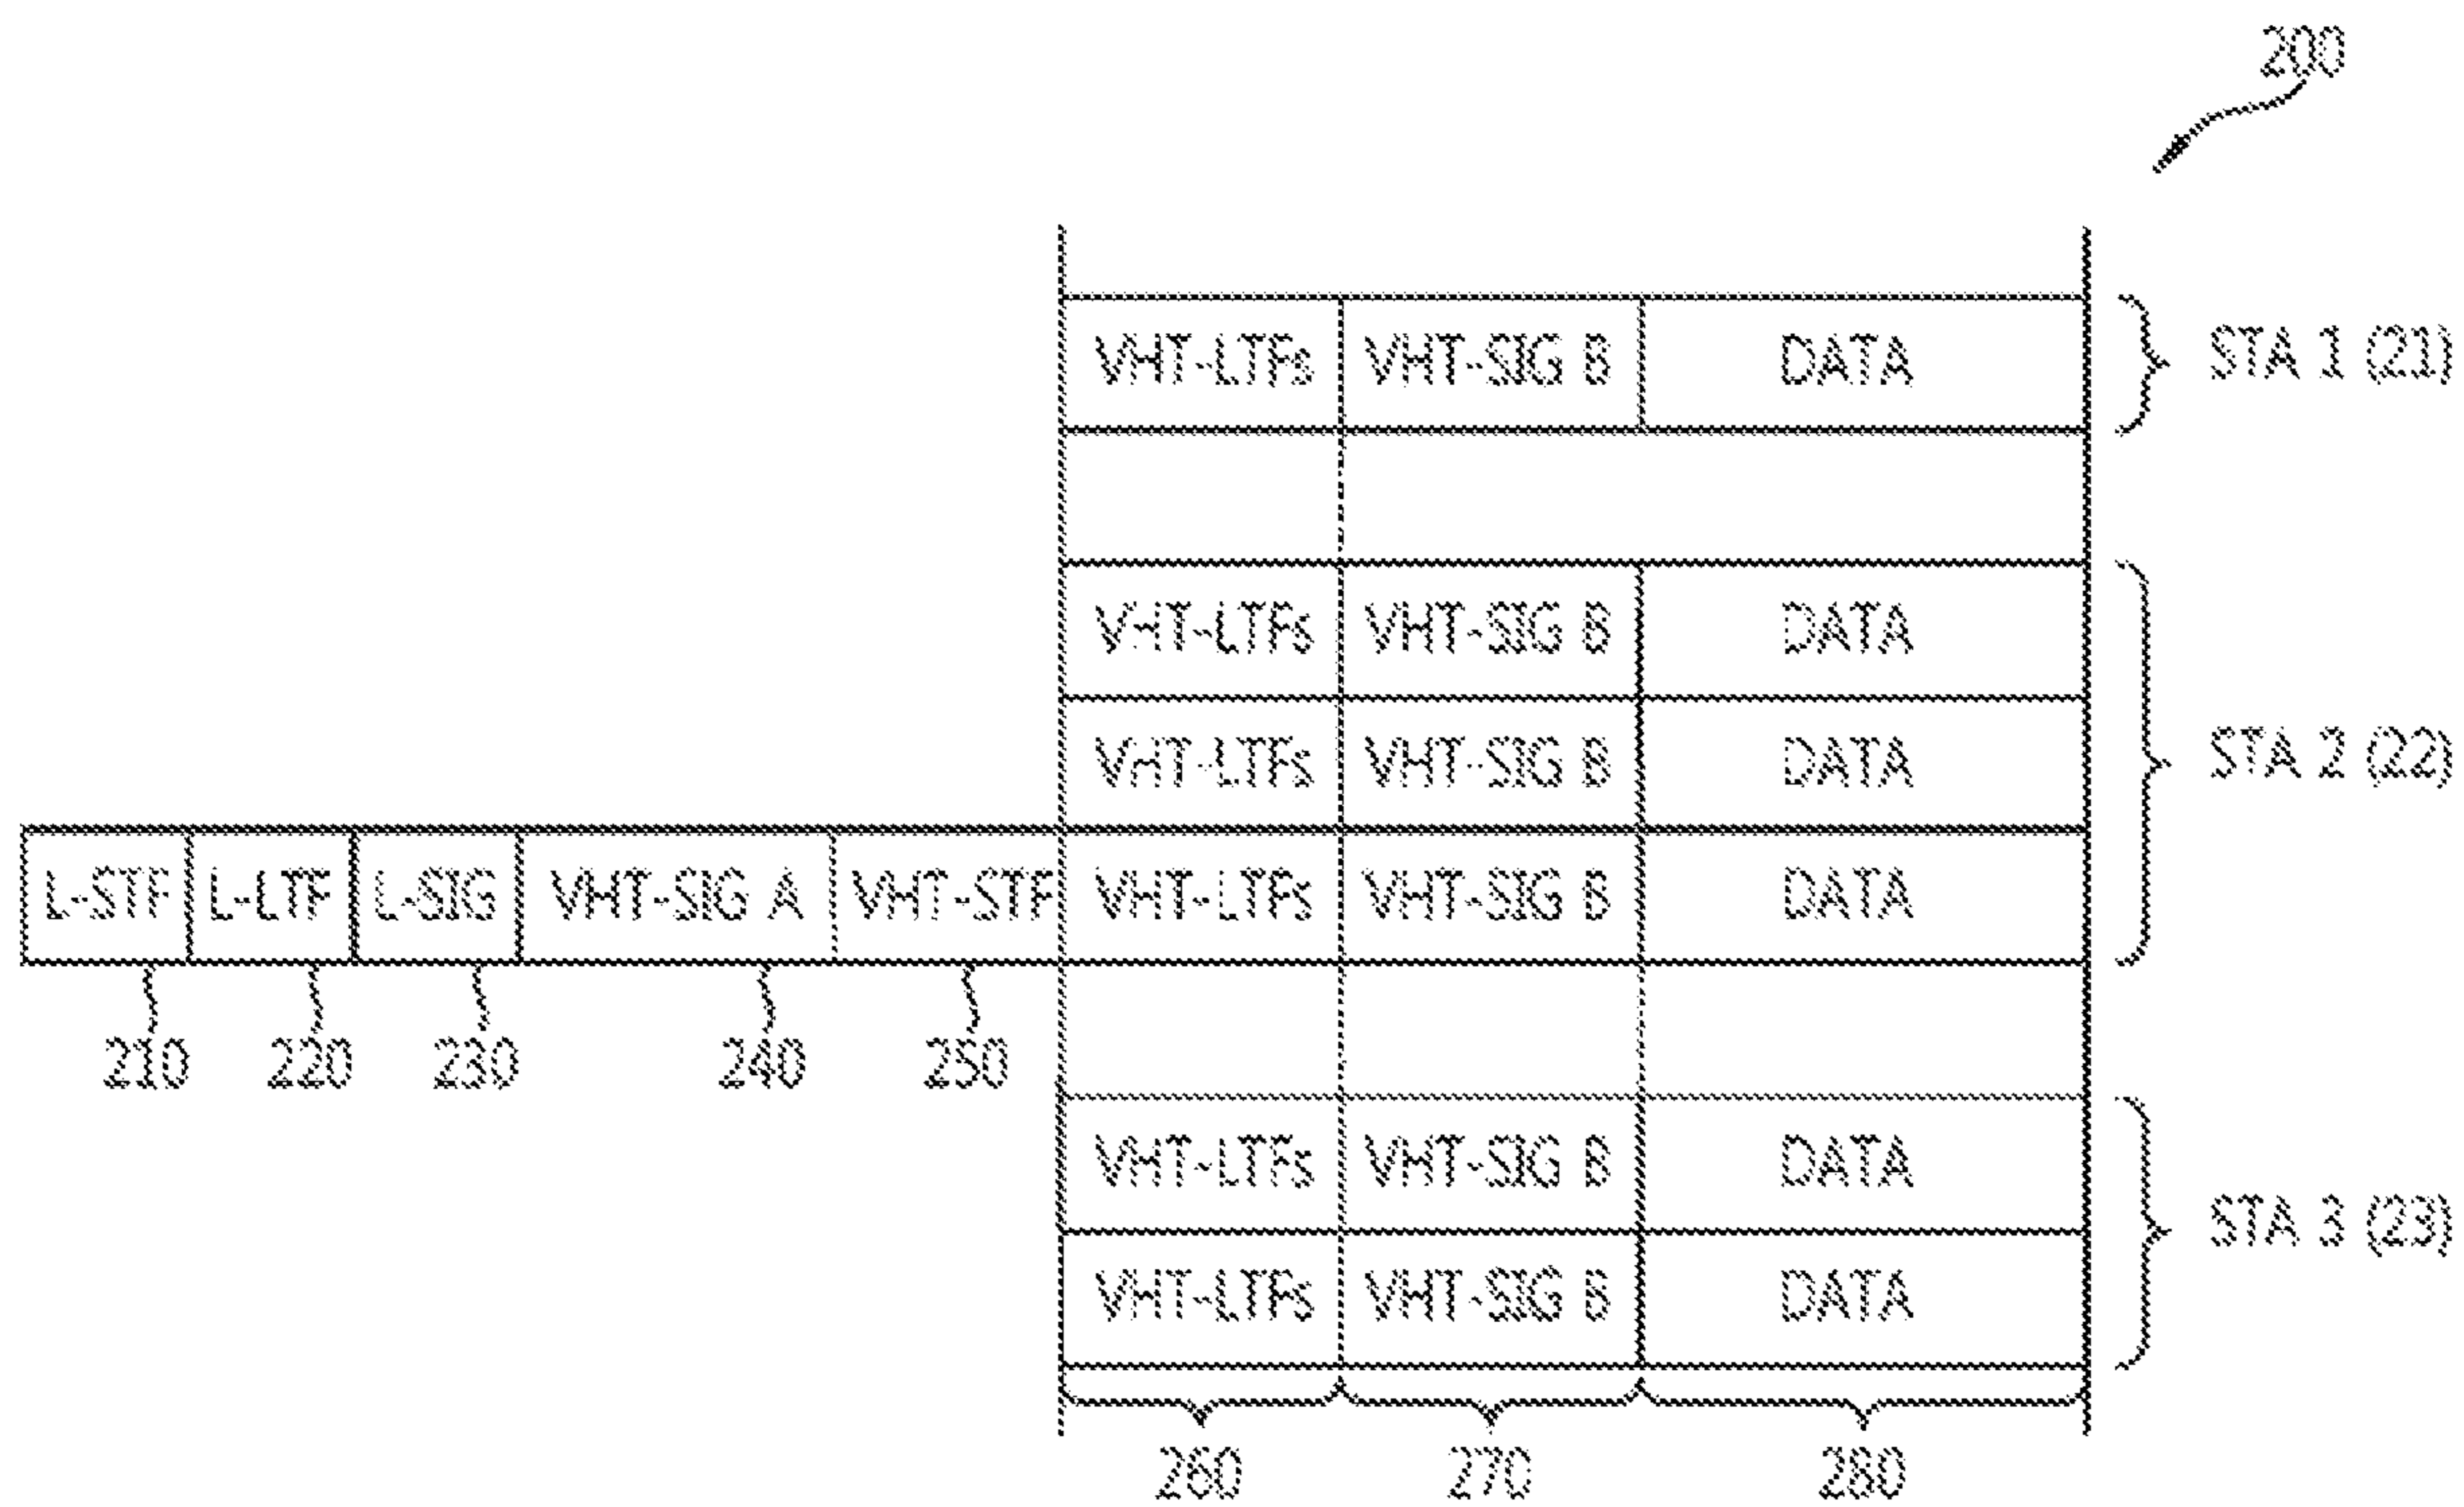 200
VHT-LTFs VHT-SIG B DATA STA 1 (21)
VHT-LTFs VHT-SIG B DATA
VHT-LTFs VHT-SIG B DATA STA 2 (22)
L-STF L-LTF L-SIG VHT-SIG A VHT-STF VHT-LTFs VHT-SIG B DATA
210 220 230 240 250
VHT-LTFs VHT-SIG B DATA
STA 3 (23)
VHT-LTFs VHT-SIG B DATA
260 270 280